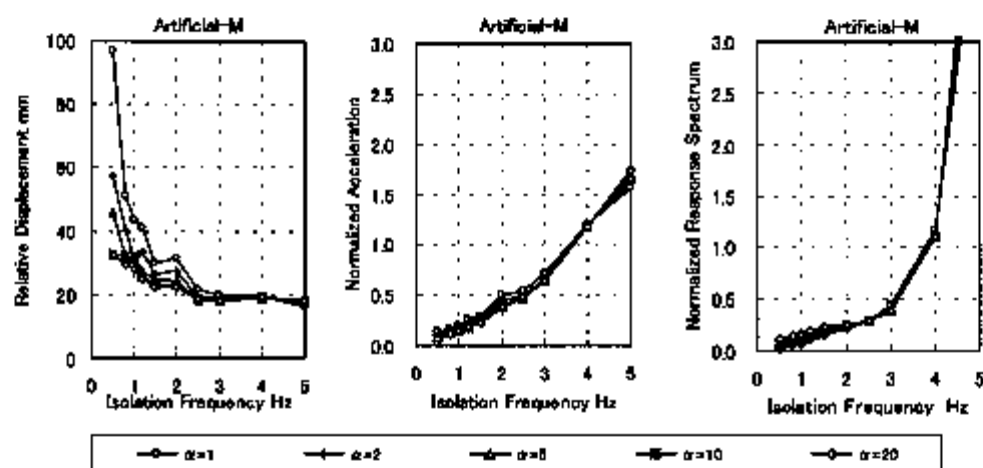 Artificial-M
Relative Displacement mm
100
80
60
40
20
0
0 1 2 3 4 5
Isolation Frequency Hz
Artificial-M
Normalized Acceleration
3.0
2.5
2.0
1.5
1.0
0.5
0.0
0 1 2 3 4 5
Isolation Frequency Hz
Artificial-M
Normalized Response Spectrum
3.0
2.5
2.0
1.5
1.0
0.5
0.0
0 1 2 3 4 5
Isolation Frequency Hz
α=1 α=2 α=5 α=10 α=20